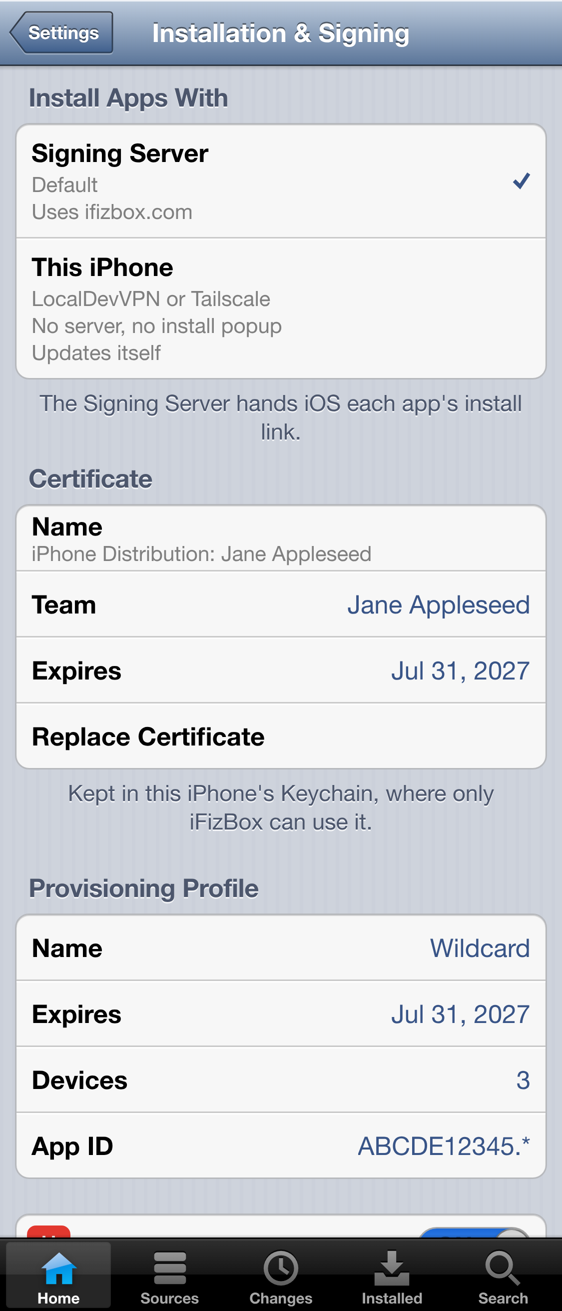 Settings
Installation & Signing
Install Apps With
Signing Server
Default
Uses ifizbox.com
This iPhone
LocalDevVPN or Tailscale
No server, no install popup
Updates itself
The Signing Server hands iOS each app's install
link.
Certificate
Name
iPhone Distribution: Jane Appleseed
Team Jane Appleseed
Expires Jul 31, 2027
Replace Certificate
Kept in this iPhone's Keychain, where only
iFizBox can use it.
Provisioning Profile
Name Wildcard
Expires Jul 31, 2027
Devices 3
App ID ABCDE12345.*
Home Sources Changes Installed Search